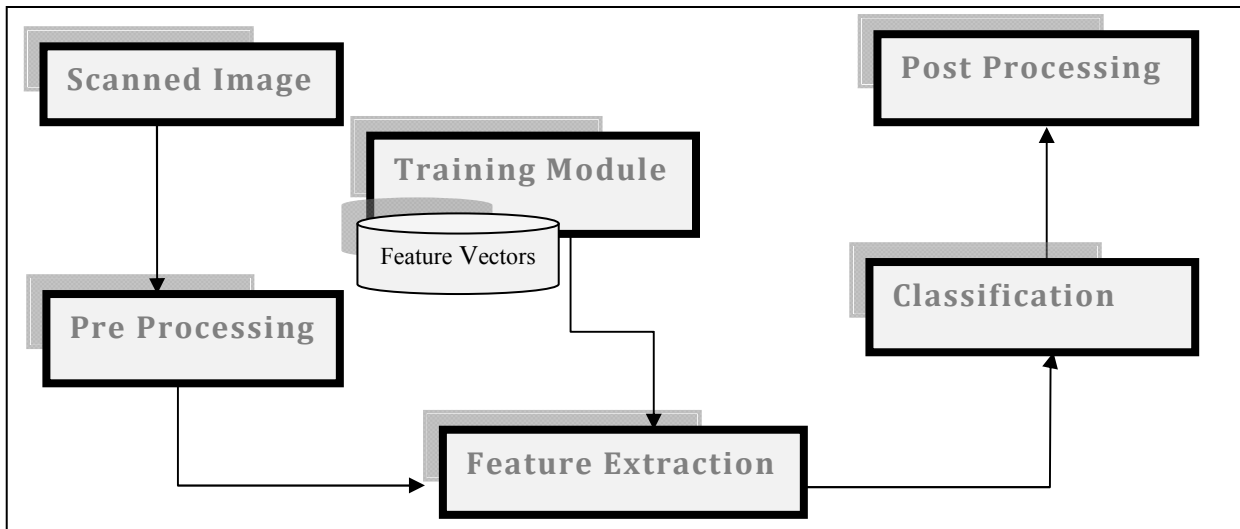 Scanned Image
Post Processing
Training Module
Feature Vectors
Pre Processing
Classification
Feature Extraction